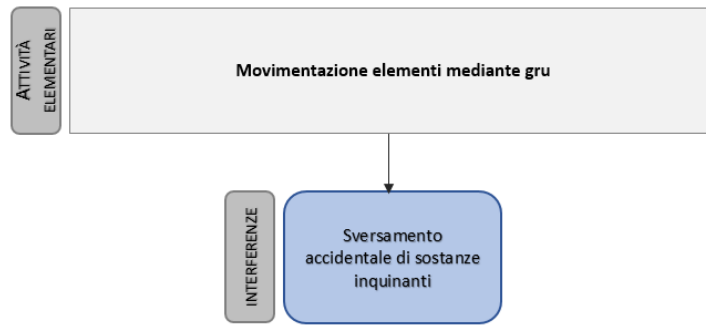 ATTIVITÀ
ELEMENTARI
Movimentazione elementi mediante gru
INTERFERENZE
Sversamento
accidentale di sostanze
inquinanti